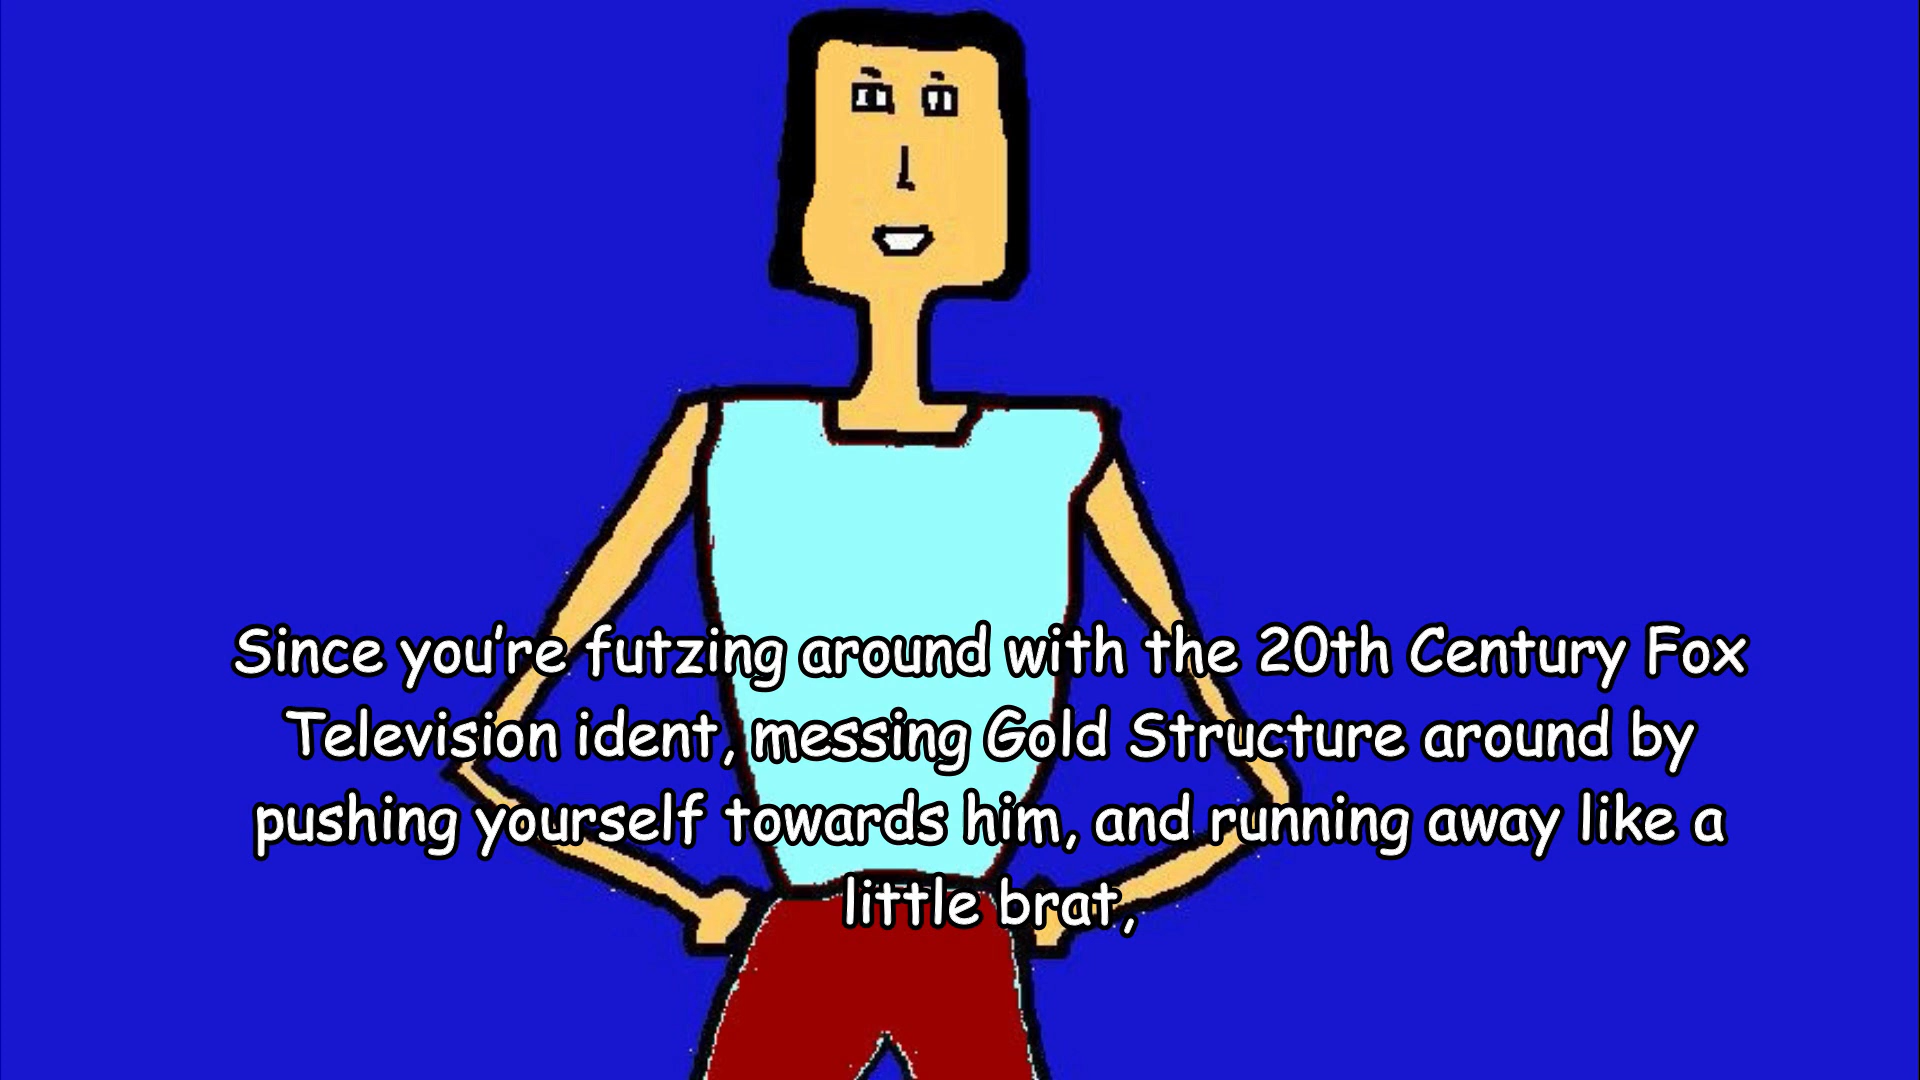 Since you’re futzing around with the 20th Century Fox
Television ident, messing Gold Structure around by
pushing yourself towards him, and running away like a
little brat,